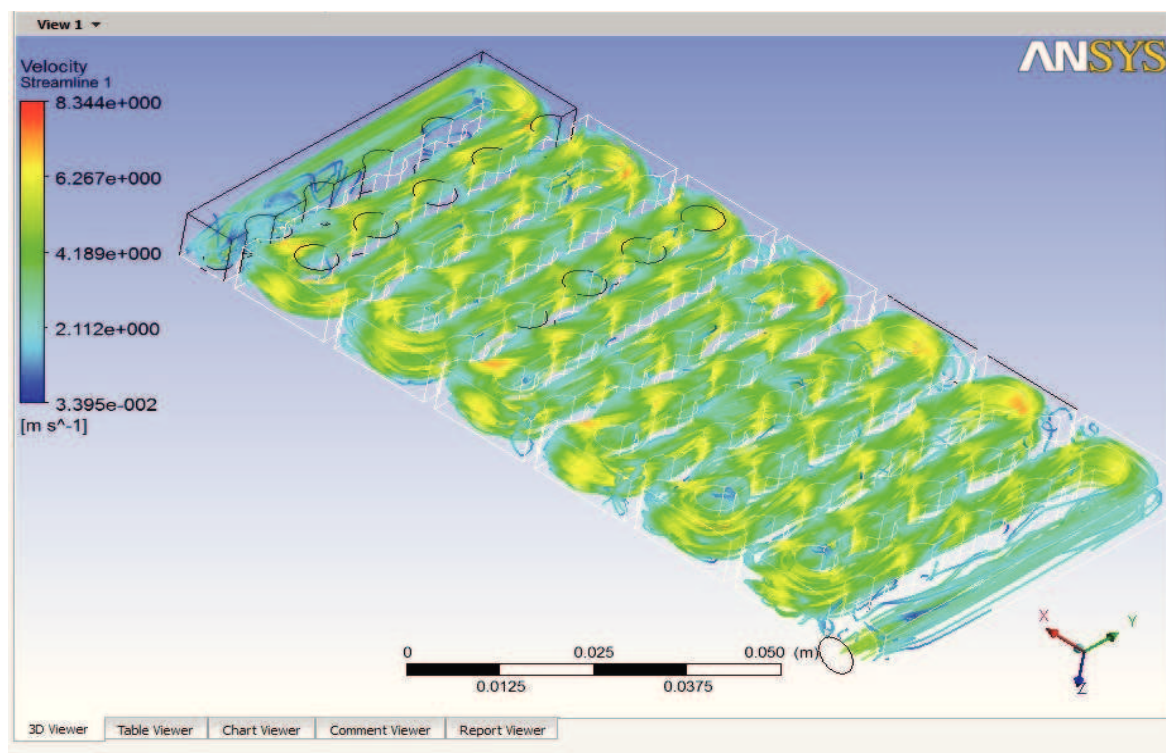 View 1
ANSYS
Velocity
Streamline 1
8.344e+000
6.267e+000
4.189e+000
2.112e+000
3.395e-002
[m s^-1]
0 0.025 0.050 (m)
0.0125 0.0375
X Y
Z
3D Viewer Table Viewer Chart Viewer Comment Viewer Report Viewer